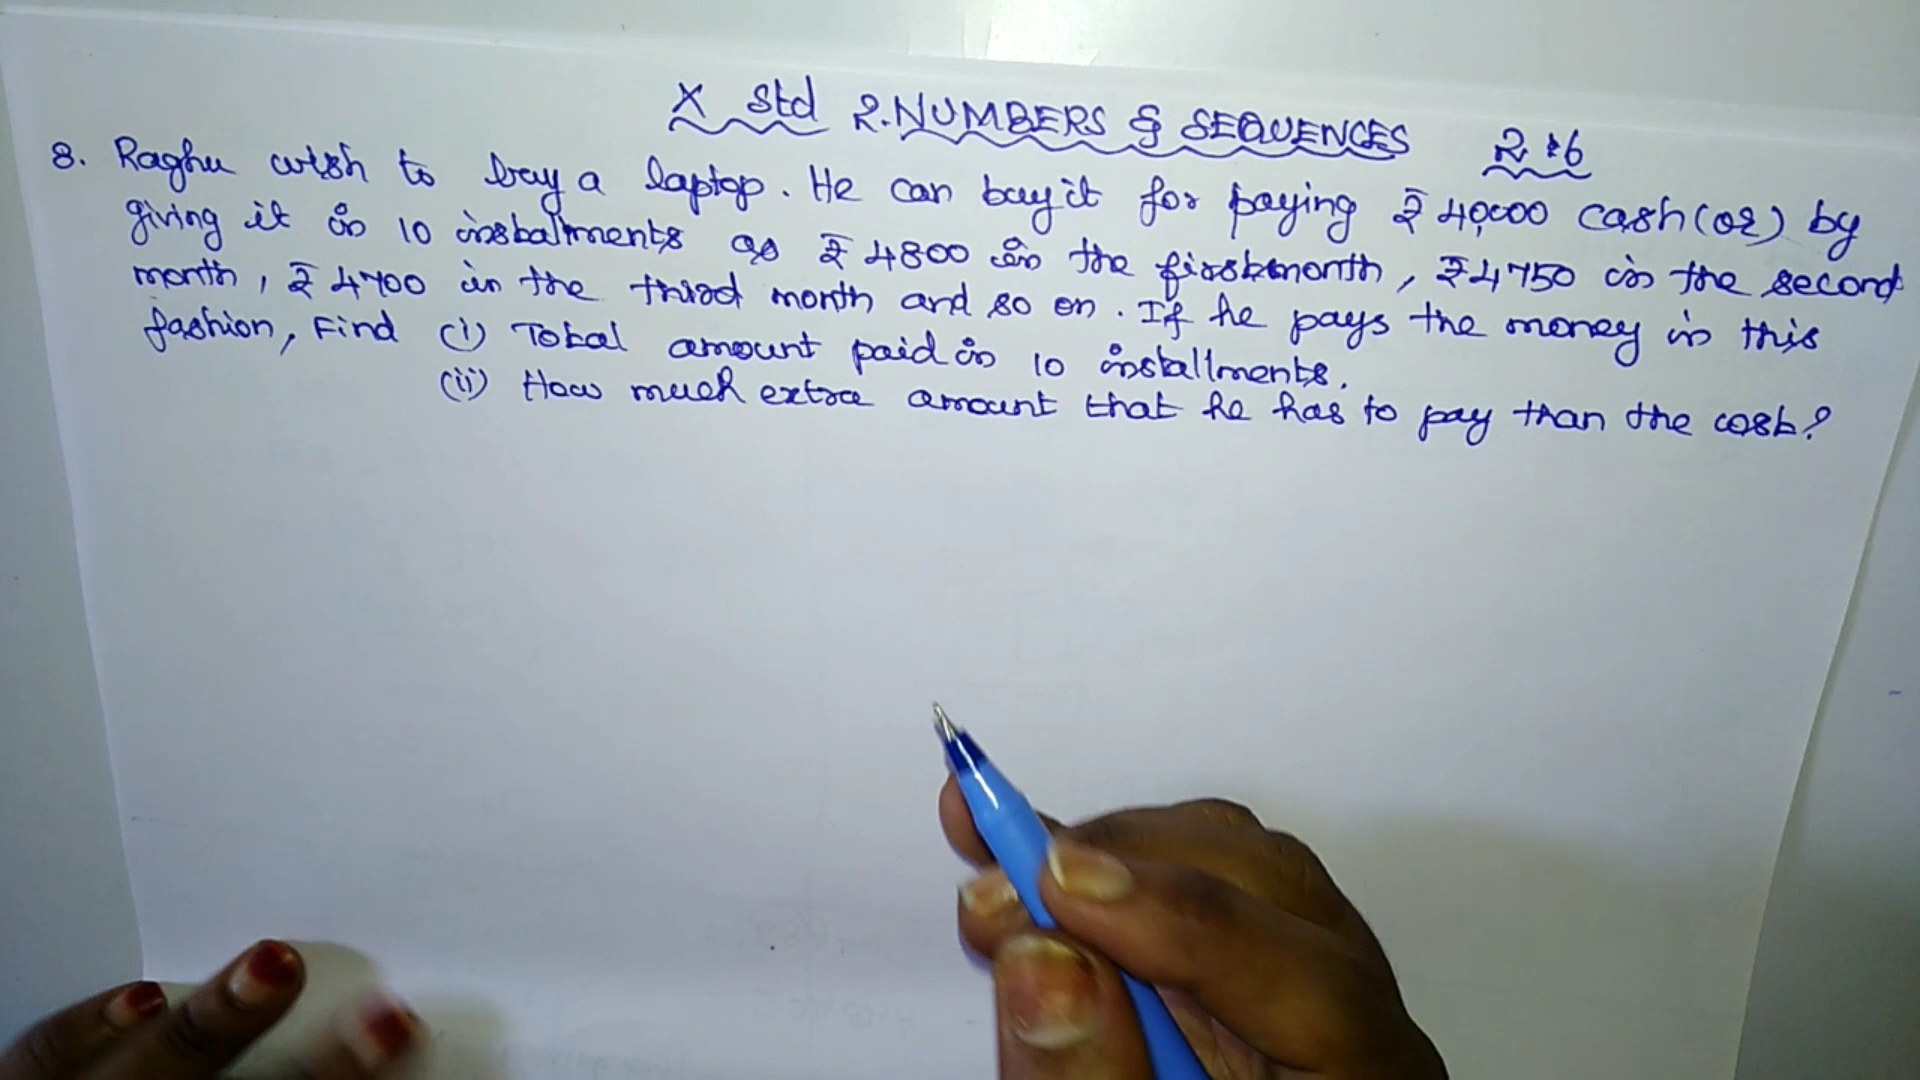 X Std 2.NUMBERS & SEQUENCES 2.6
8. Raghu wish to buy a laptop. He can buy it for paying ₹ 40,000 cash (or) by
giving it in 10 installments as ₹ 4800 in the first month, ₹ 4750 in the second
month, ₹ 4700 in the third month and so on. If he pays the money in this
fashion, Find (i) Total amount paid in 10 installments.
(ii) How much extra amount that he has to pay than the cost?